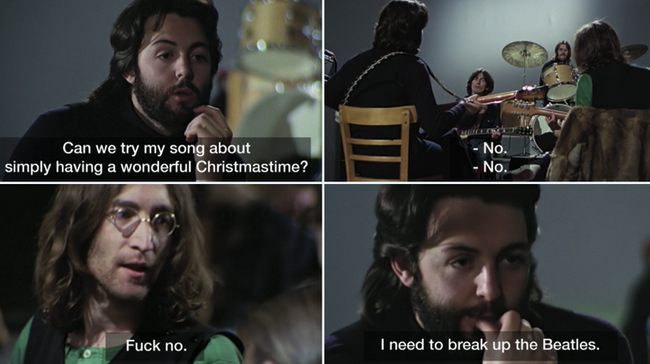 Can we try my song about
simply having a wonderful Christmastime?
- No.
- No.
Fuck no.
I need to break up the Beatles.